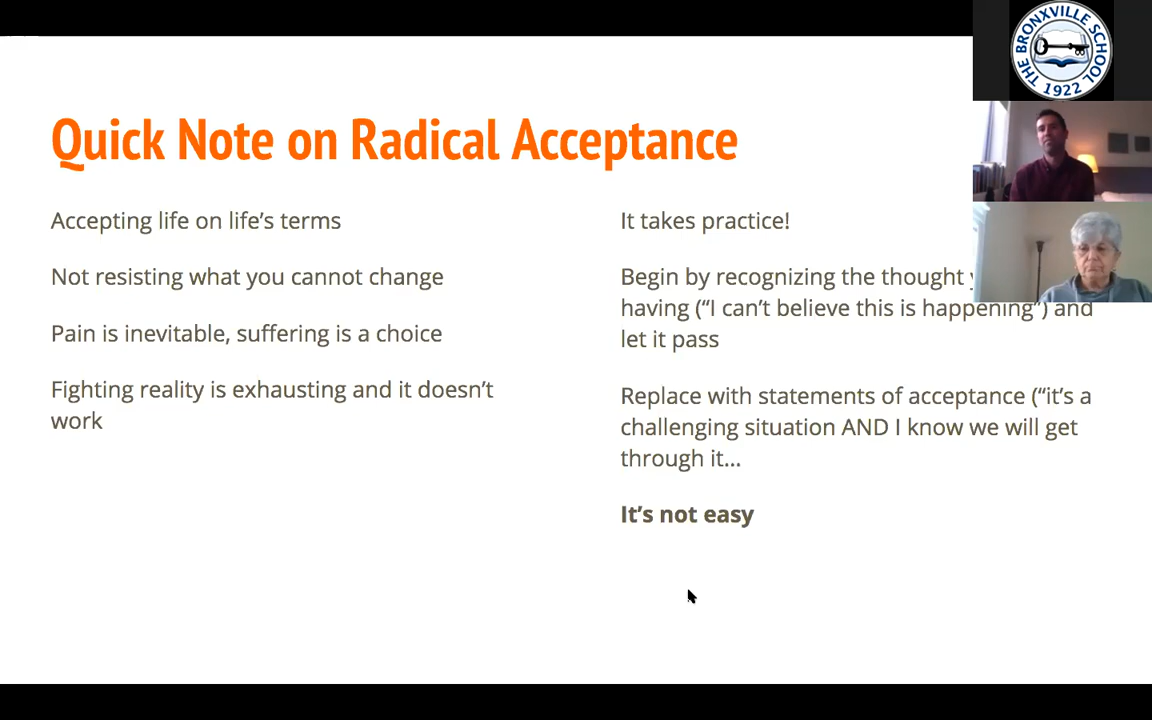 Quick Note on Radical Acceptance
Accepting life on life's terms
Not resisting what you cannot change
Pain is inevitable, suffering is a choice
Fighting reality is exhausting and it doesn't
work
It takes practice!
Begin by recognizing the thought
having (“I can't believe this is happening”) and
let it pass
Replace with statements of acceptance (“it's a
challenging situation AND I know we will get
through it...
It's not easy
THE BRONXVILLE SCHOOL
1922